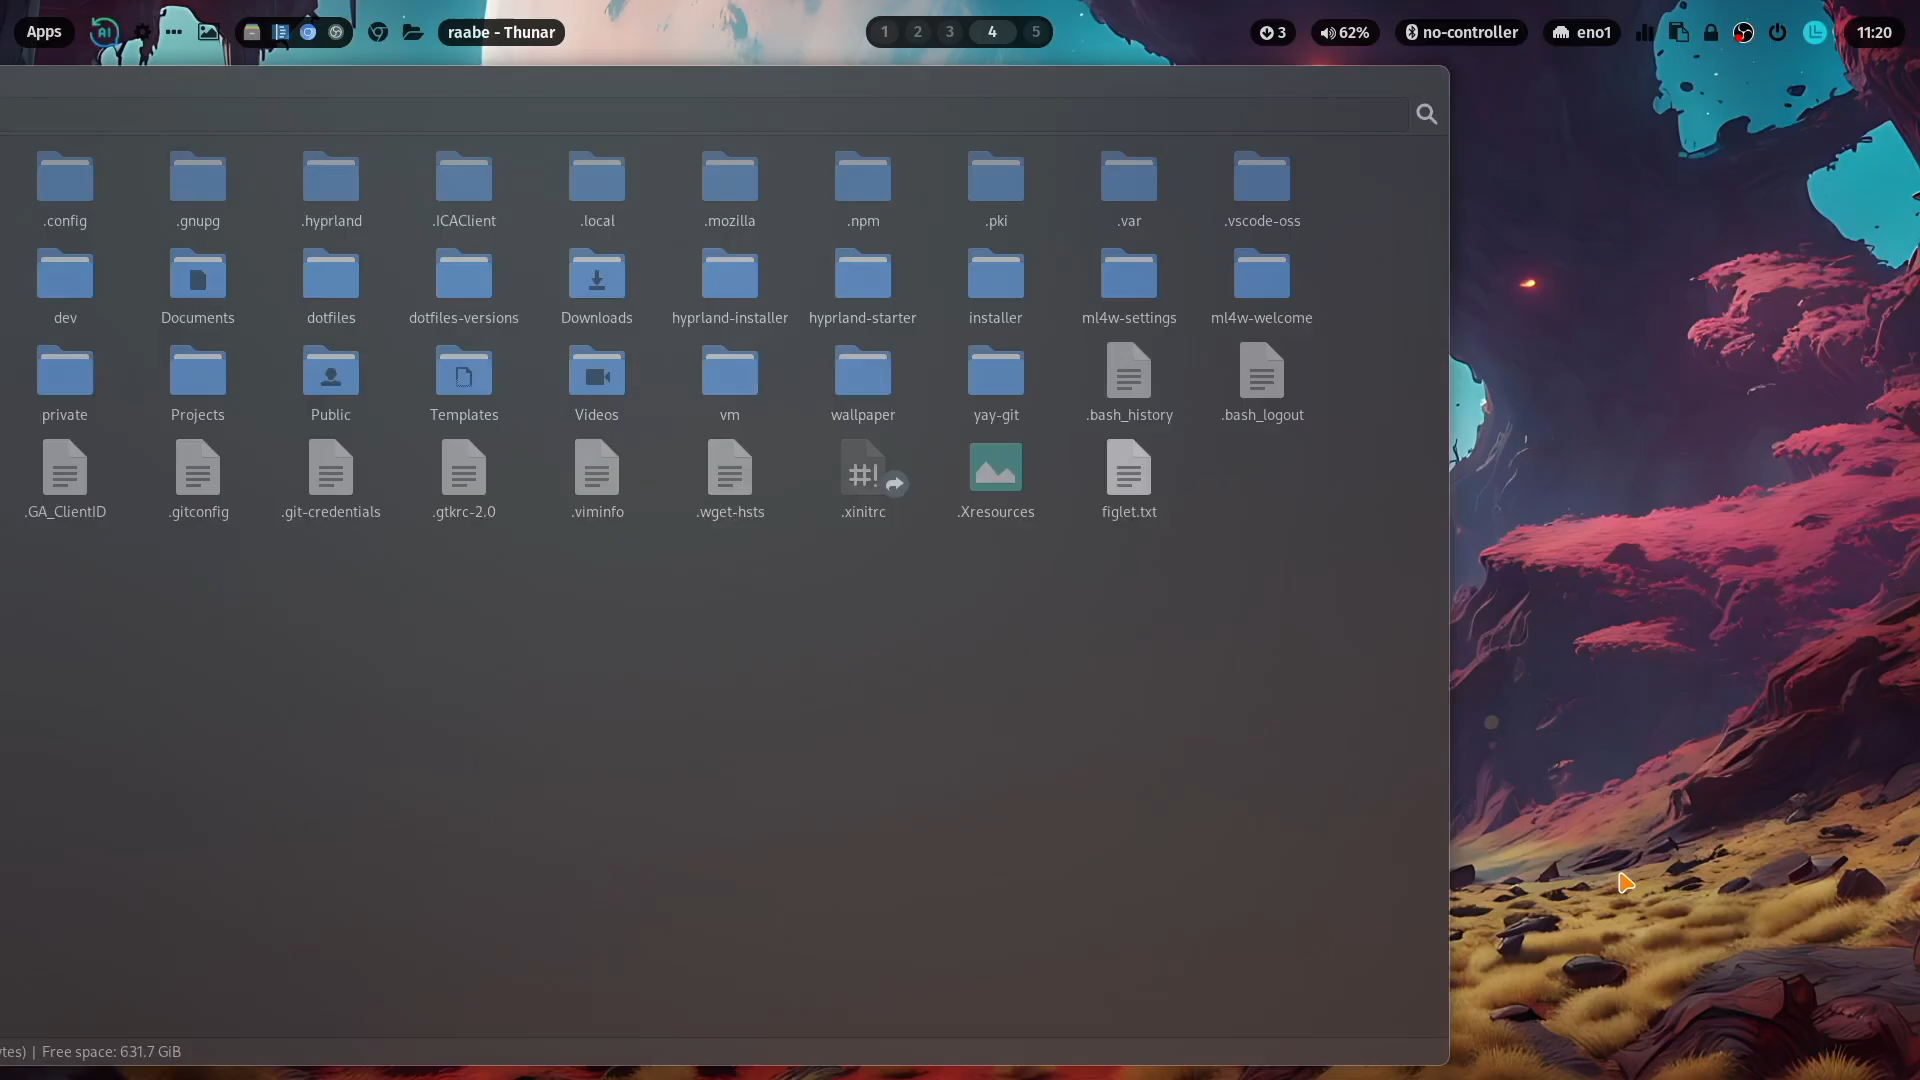 Apps AI raabe - Thunar 1 2 3 4 5 3 62% no-controller eno1 11:20
.config .gnupg .hyprland .ICAClient .local .mozilla .npm .pki .var .vscode-oss
dev Documents dotfiles dotfiles-versions Downloads hyprland-installer hyprland-starter installer ml4w-settings ml4w-welcome
private Projects Public Templates Videos vm wallpaper yay-git .bash_history .bash_logout
#!
.GA_ClientID .gitconfig .git-credentials .gtkrc-2.0 .viminfo .wget-hsts .xinitrc .Xresources figlet.txt
ytes) | Free space: 631.7 GiB